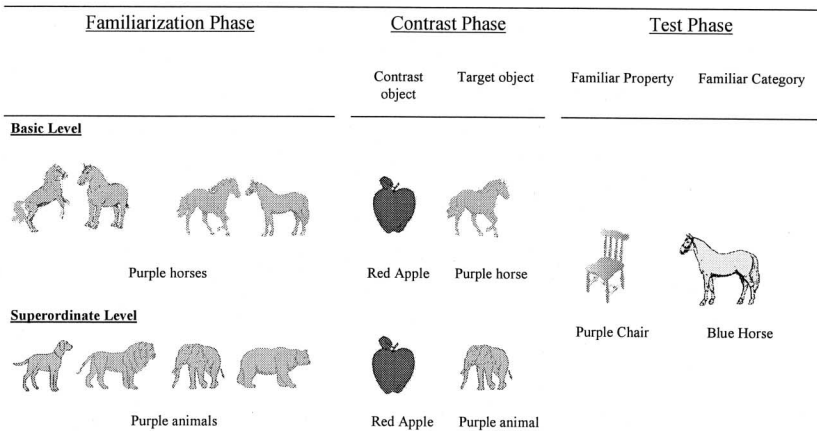 Familiarization Phase
Contrast Phase
Test Phase
Contrast object
Target object
Familiar Property
Familiar Category
Basic Level
Purple horses
Red Apple
Purple horse
Superordinate Level
Purple Chair
Blue Horse
Purple animals
Red Apple
Purple animal